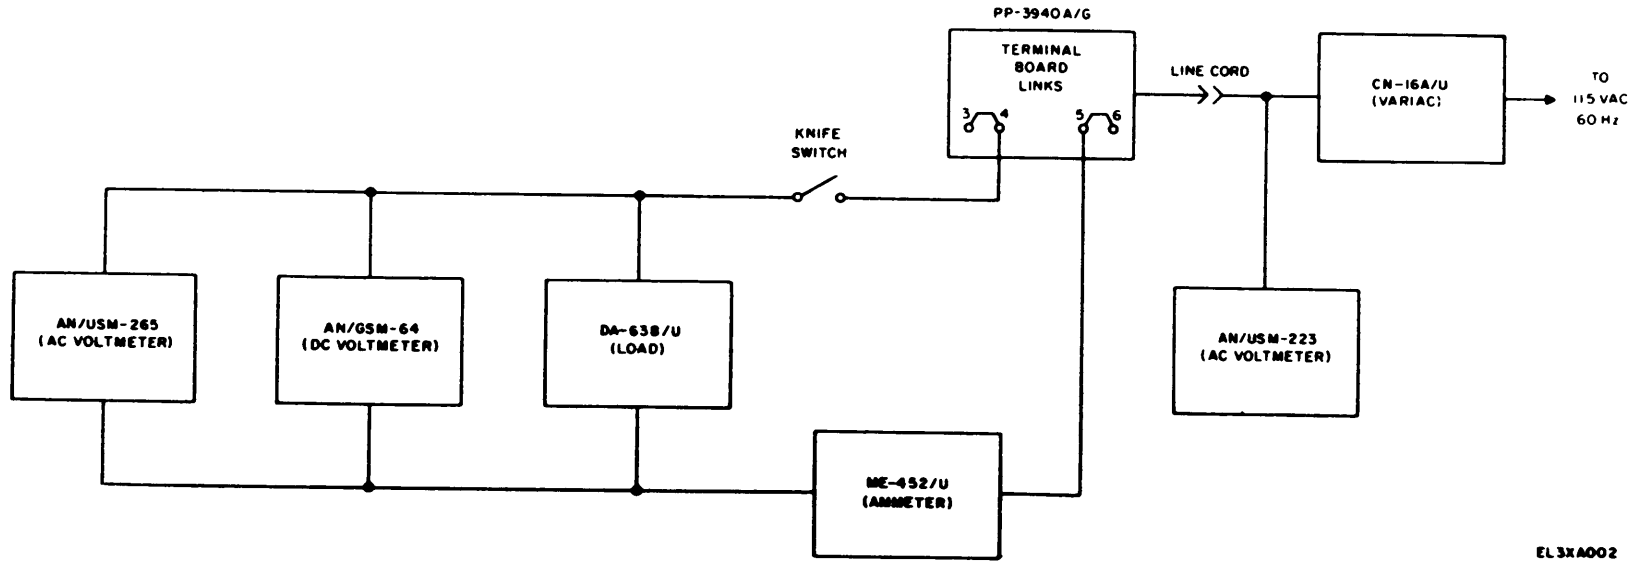 PP-3940A/G
TERMINAL
BOARD
LINKS
3 4 5 6
LINE CORD
CN-16A/U
(VARIAC)
TO
115 VAC
60 Hz
KNIFE
SWITCH
AN/USM-265
(AC VOLTMETER)
AN/GSM-64
(DC VOLTMETER)
DA-638/U
(LOAD)
AN/USM-223
(AC VOLTMETER)
ME-452/U
(AMMETER)
EL3XA002